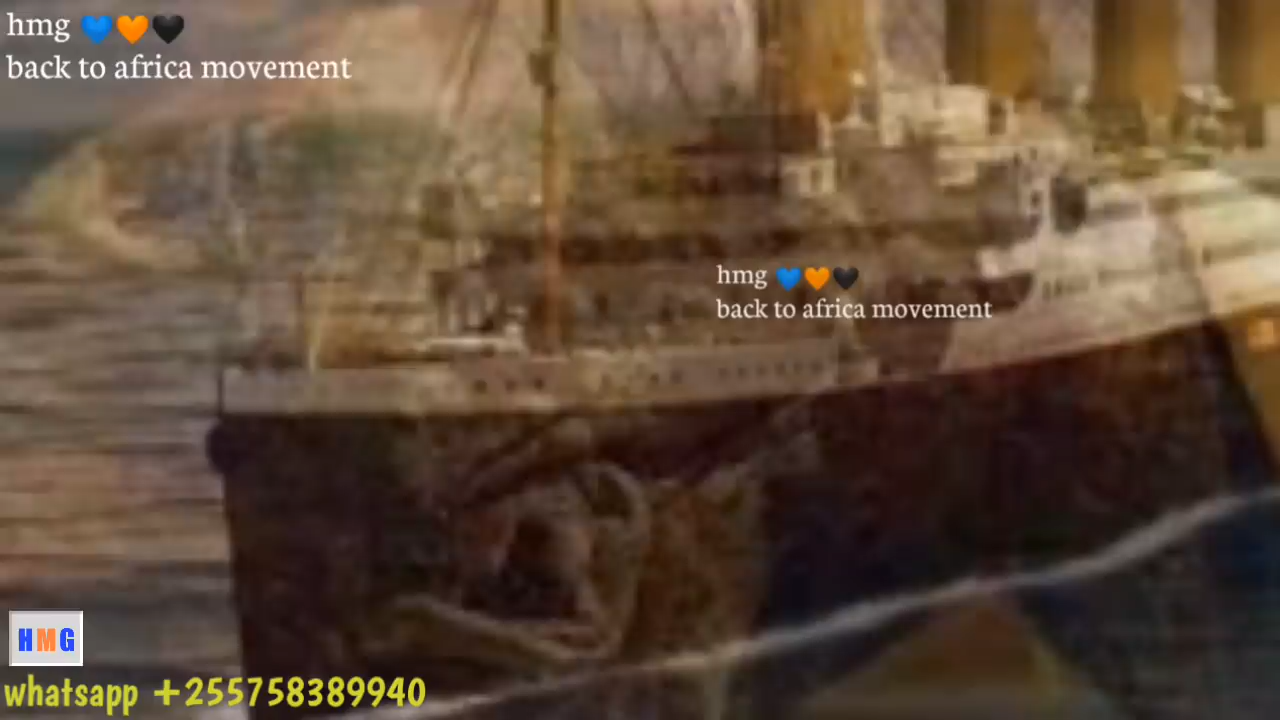 hmg 💙🧡🖤
back to africa movement
hmg 💙🧡🖤
back to africa movement
HMG
whatsapp +255758389940